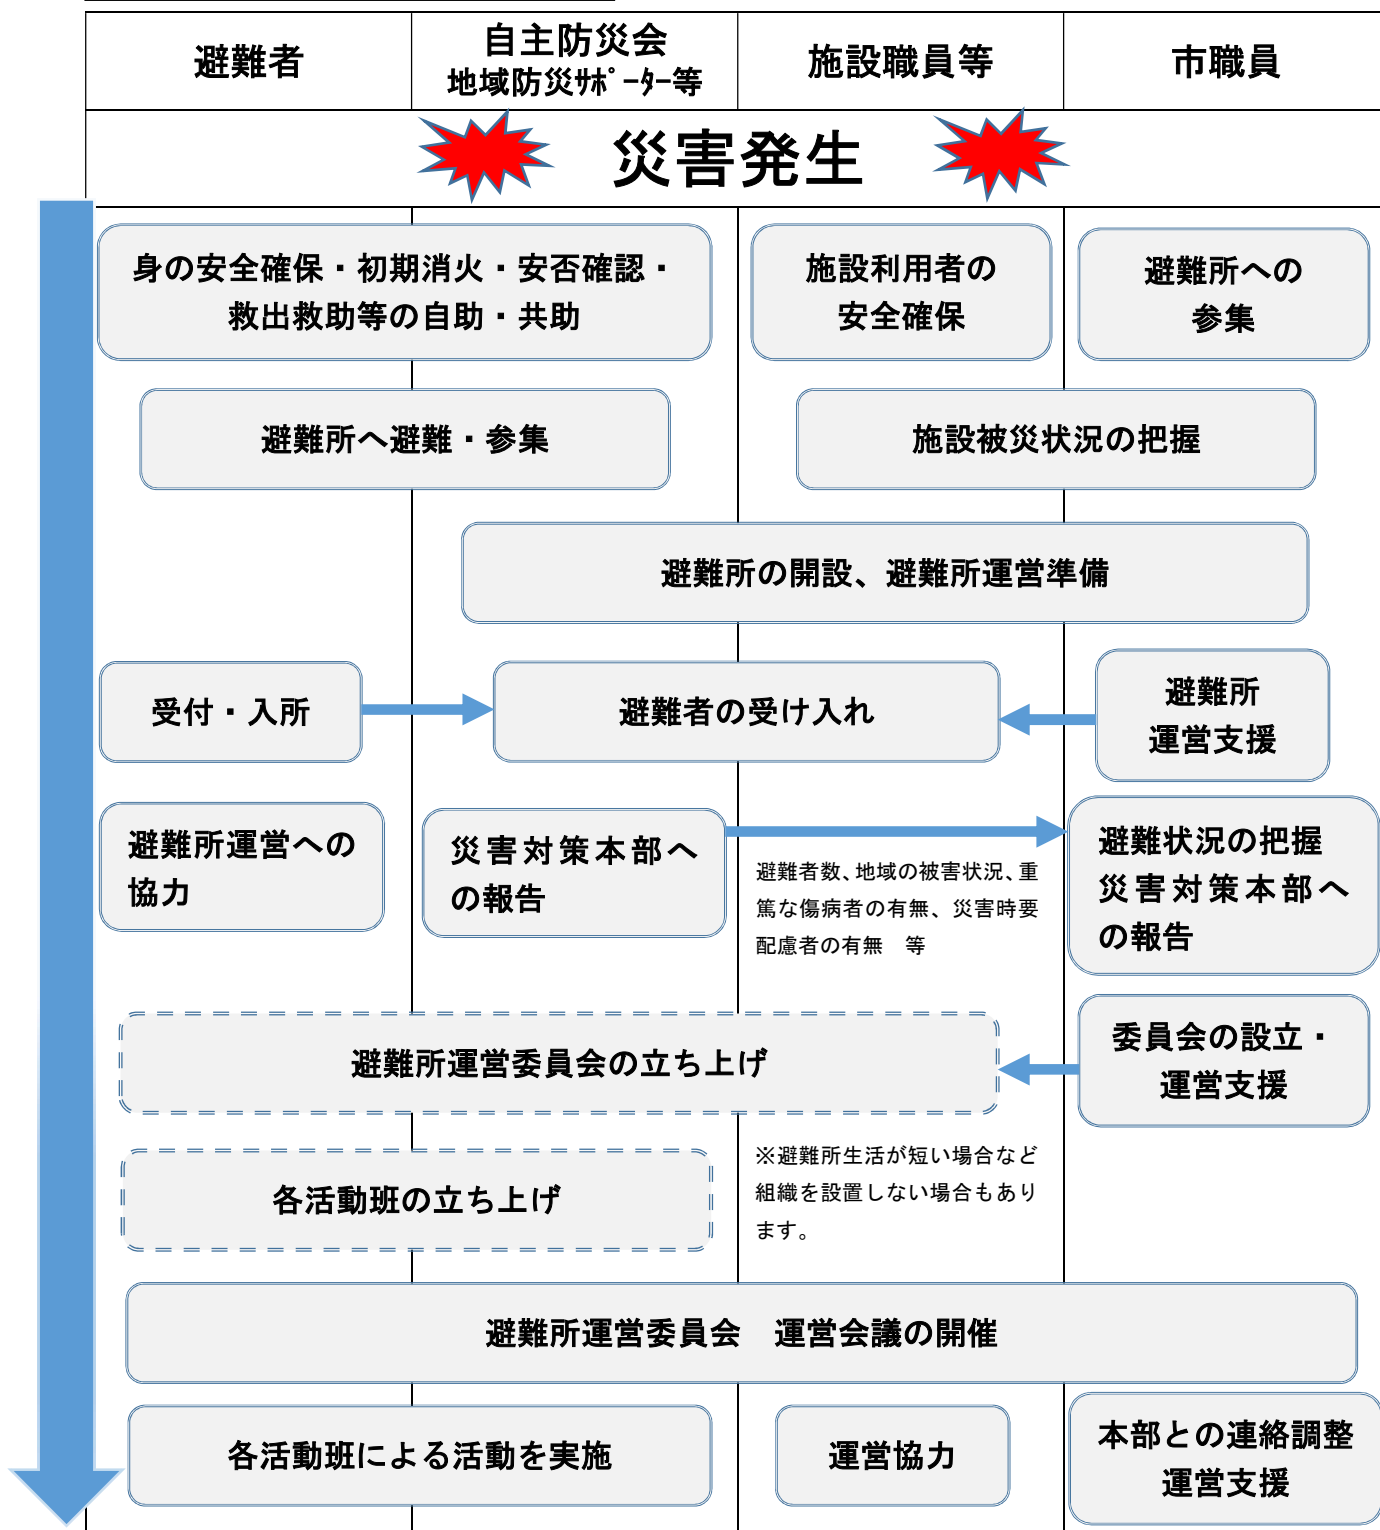 避難者
自主防災会
地域防災ｻﾎﾟｰﾀｰ等
施設職員等
市職員
災害発生
身の安全確保・初期消火・安否確認・
救出救助等の自助・共助
施設利用者の
安全確保
避難所への
参集
避難所へ避難・参集
施設被災状況の把握
避難所の開設、避難所運営準備
受付・入所
避難者の受け入れ
避難所
運営支援
避難所運営への
協力
災害対策本部へ
の報告
避難者数、地域の被害状況、重
篤な傷病者の有無、災害時要
配慮者の有無　等
避難状況の把握
災害対策本部へ
の報告
避難所運営委員会の立ち上げ
委員会の設立・
運営支援
各活動班の立ち上げ
※避難所生活が短い場合など
組織を設置しない場合もあり
ます。
避難所運営委員会　運営会議の開催
各活動班による活動を実施
運営協力
本部との連絡調整
運営支援